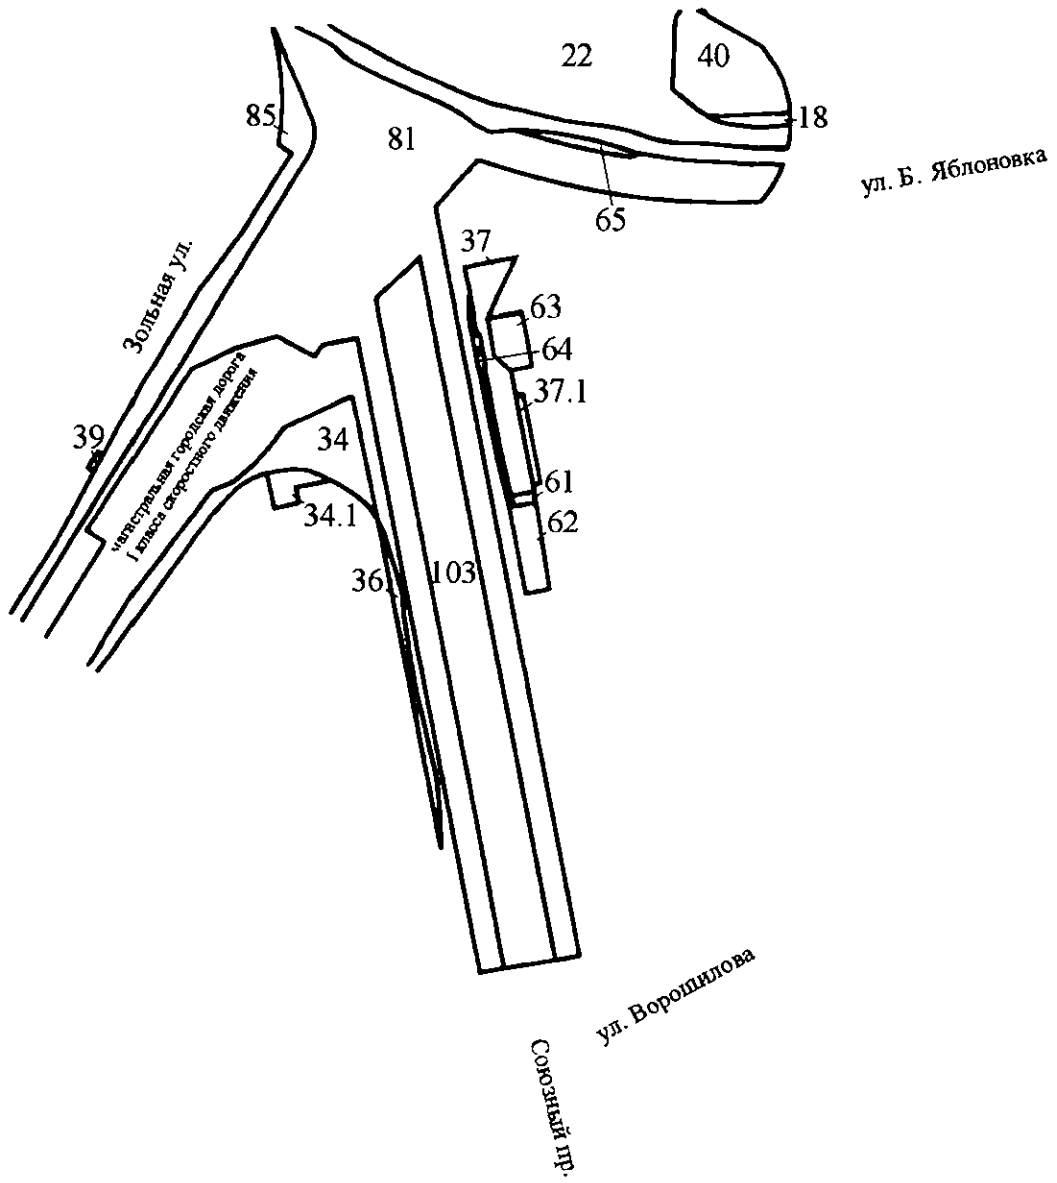 22
40
85
81
18
ул. Б. Яблоновка
65
37
Зольная ул.
63
64
37.1
магистральная городская дорога
I класса скоростного движения
39
34
61
34.1
62
36
103
ул. Ворошилова
Союзный пр.